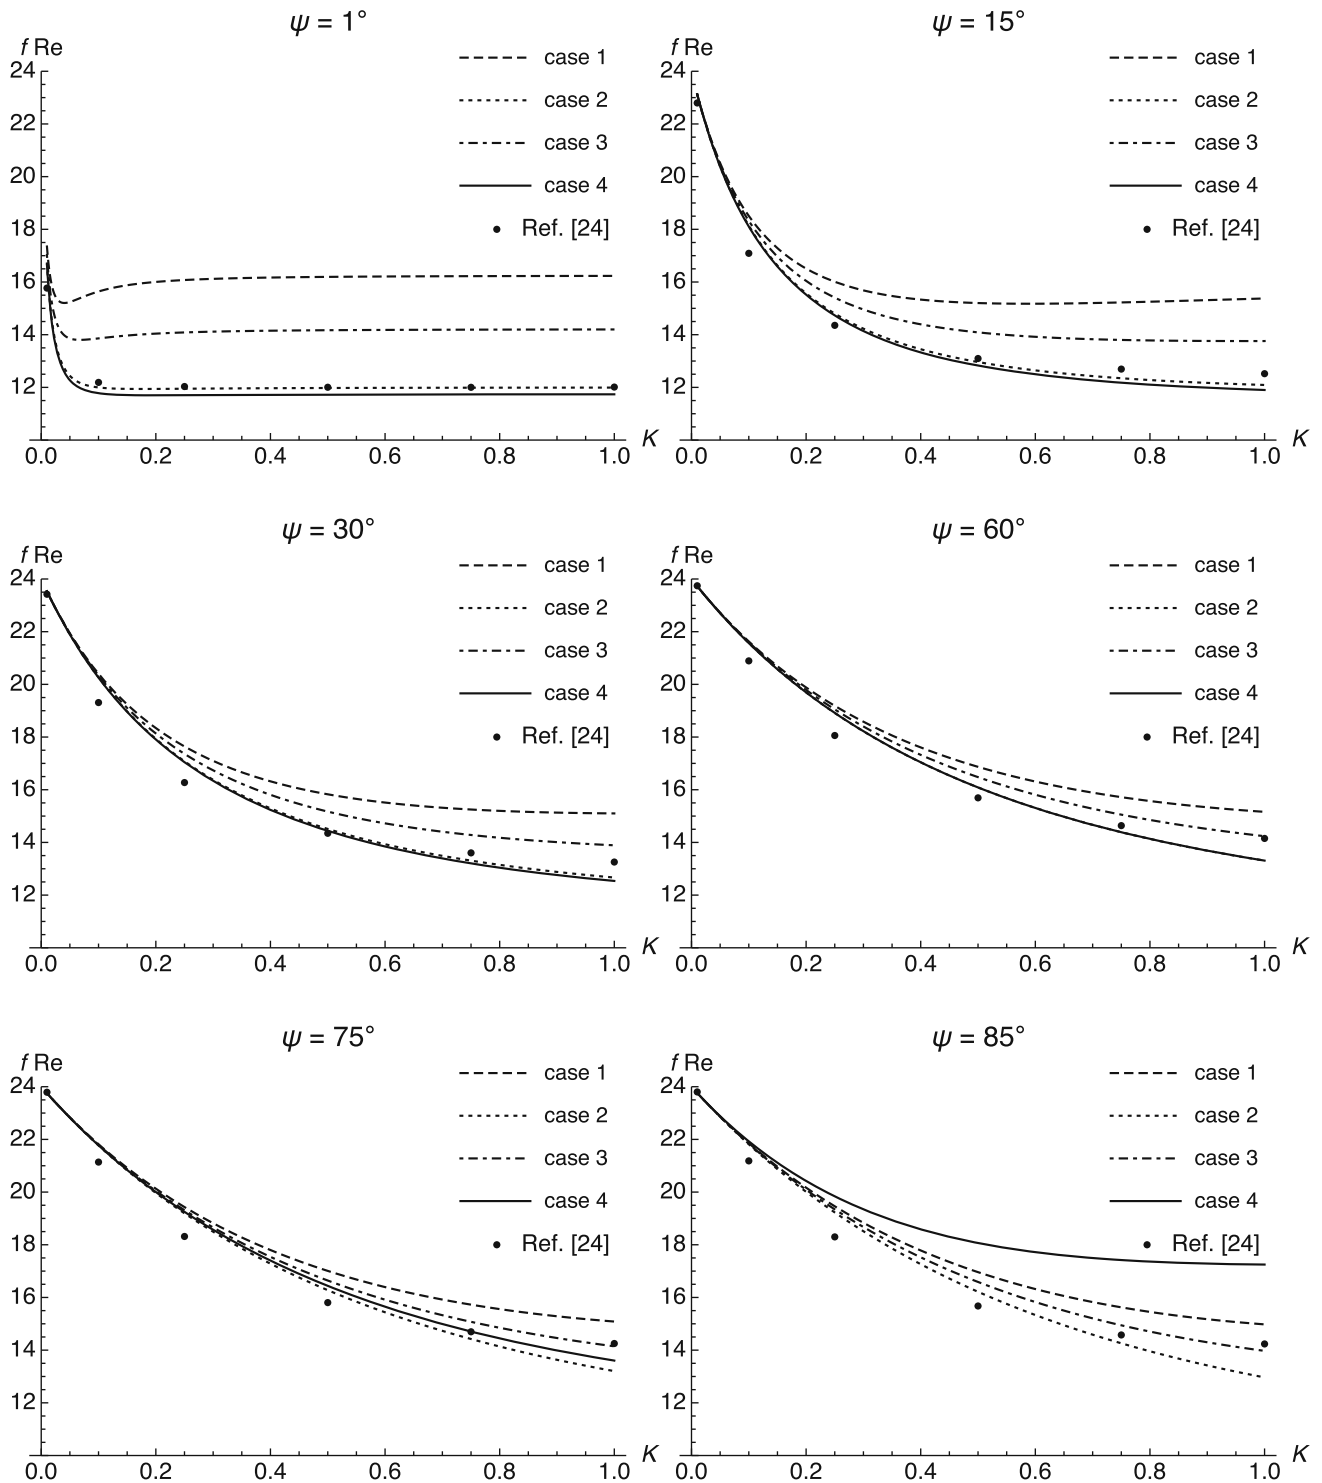 ψ = 1°
f Re
24
22
20
18
16
14
12
0.0 0.2 0.4 0.6 0.8 1.0
K
case 1
case 2
case 3
case 4
Ref. [24]
ψ = 15°
f Re
24
22
20
18
16
14
12
0.0 0.2 0.4 0.6 0.8 1.0
K
case 1
case 2
case 3
case 4
Ref. [24]
ψ = 30°
f Re
24
22
20
18
16
14
12
0.0 0.2 0.4 0.6 0.8 1.0
K
case 1
case 2
case 3
case 4
Ref. [24]
ψ = 60°
f Re
24
22
20
18
16
14
12
0.0 0.2 0.4 0.6 0.8 1.0
K
case 1
case 2
case 3
case 4
Ref. [24]
ψ = 75°
f Re
24
22
20
18
16
14
12
0.0 0.2 0.4 0.6 0.8 1.0
K
case 1
case 2
case 3
case 4
Ref. [24]
ψ = 85°
f Re
24
22
20
18
16
14
12
0.0 0.2 0.4 0.6 0.8 1.0
K
case 1
case 2
case 3
case 4
Ref. [24]